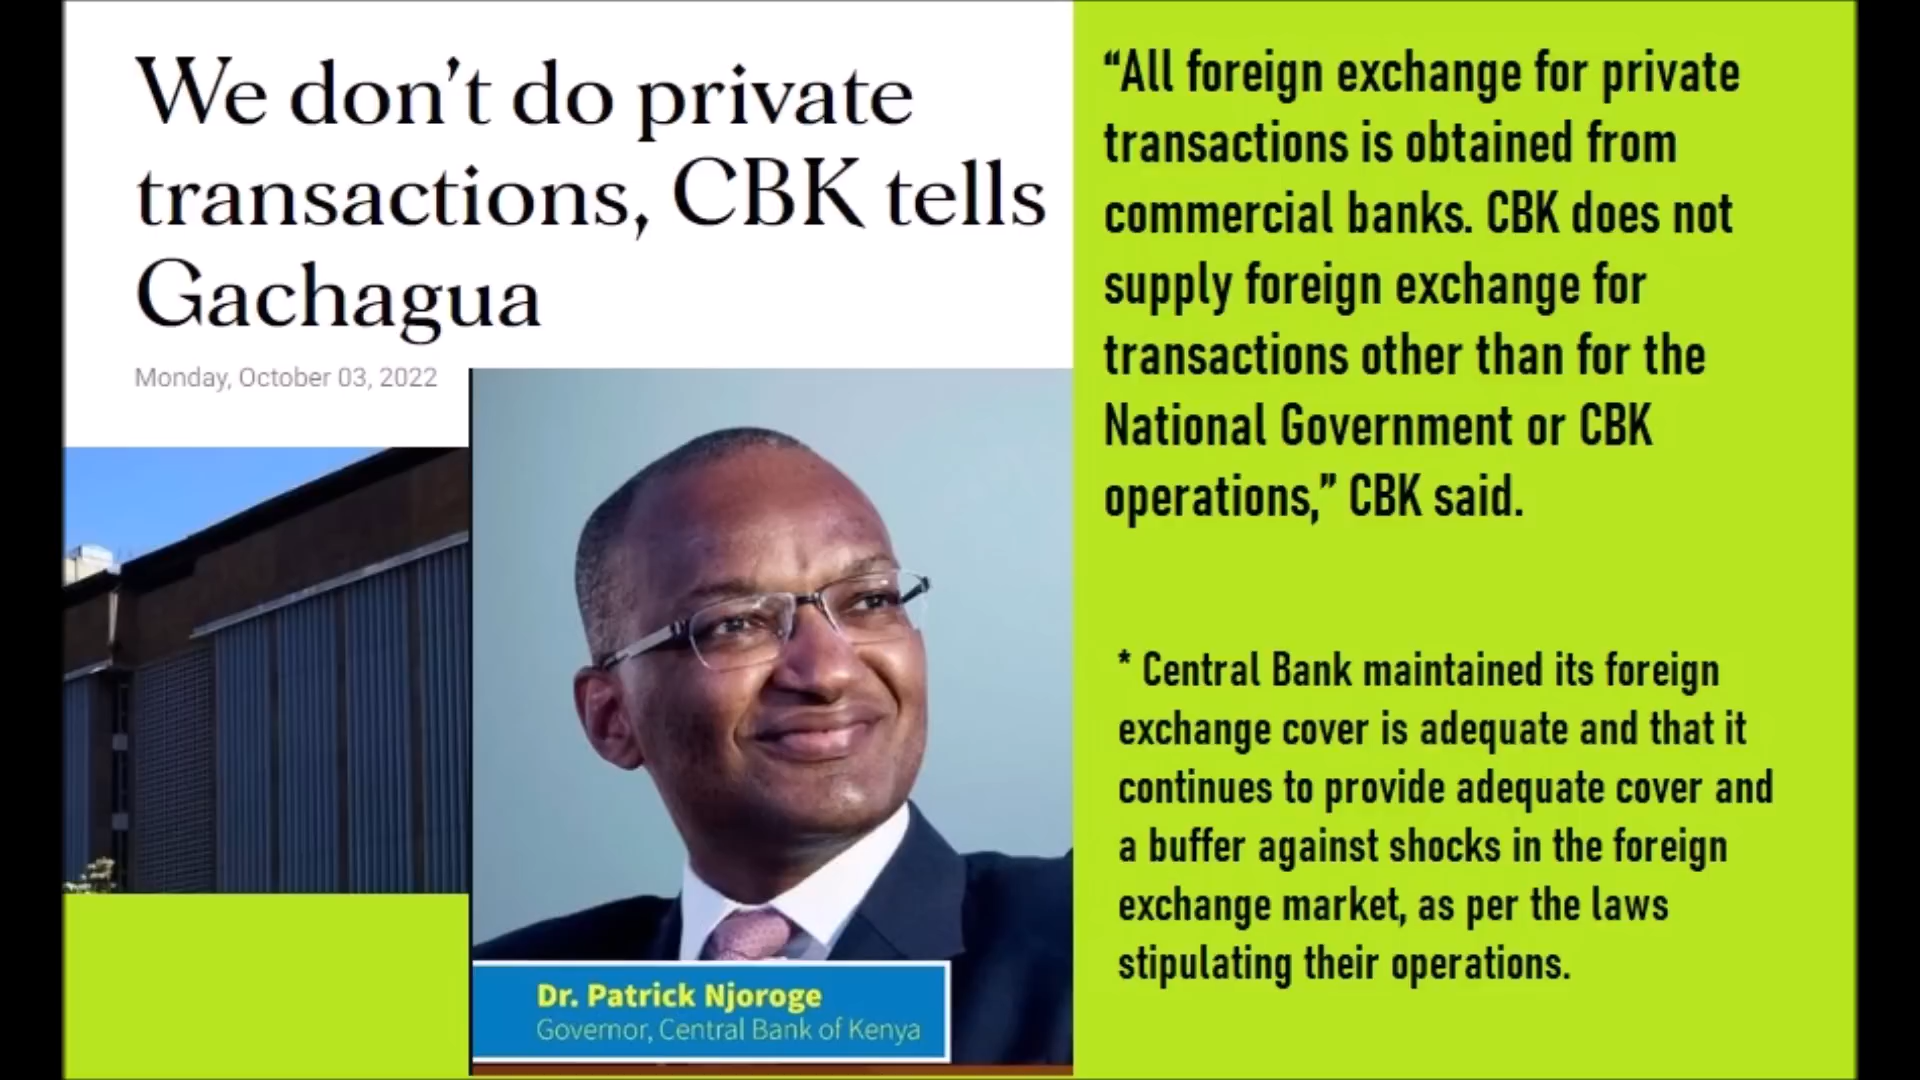 We don’t do private
transactions, CBK tells
Gachagua
Monday, October 03, 2022
Dr. Patrick Njoroge
Governor, Central Bank of Kenya
“All foreign exchange for private
transactions is obtained from
commercial banks. CBK does not
supply foreign exchange for
transactions other than for the
National Government or CBK
operations,” CBK said.
* Central Bank maintained its foreign
exchange cover is adequate and that it
continues to provide adequate cover and
a buffer against shocks in the foreign
exchange market, as per the laws
stipulating their operations.